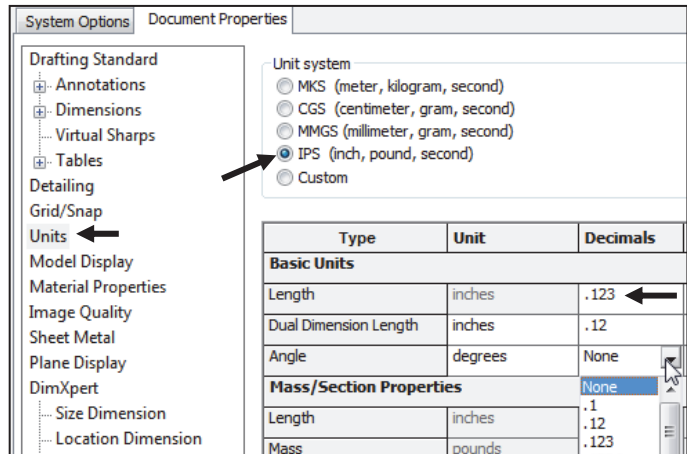 System Options
Document Properties
Drafting Standard
Annotations
Dimensions
Virtual Sharps
Tables
Detailing
Grid/Snap
Units
Model Display
Material Properties
Image Quality
Sheet Metal
Plane Display
DimXpert
Size Dimension
Location Dimension
Unit system
MKS (meter, kilogram, second)
CGS (centimeter, gram, second)
MMGS (millimeter, gram, second)
IPS (inch, pound, second)
Custom
Type Unit Decimals
Basic Units
Length inches .123
Dual Dimension Length inches .12
Angle degrees None
Mass/Section Properties None
.1
Length inches .12
.123
Mass pounds